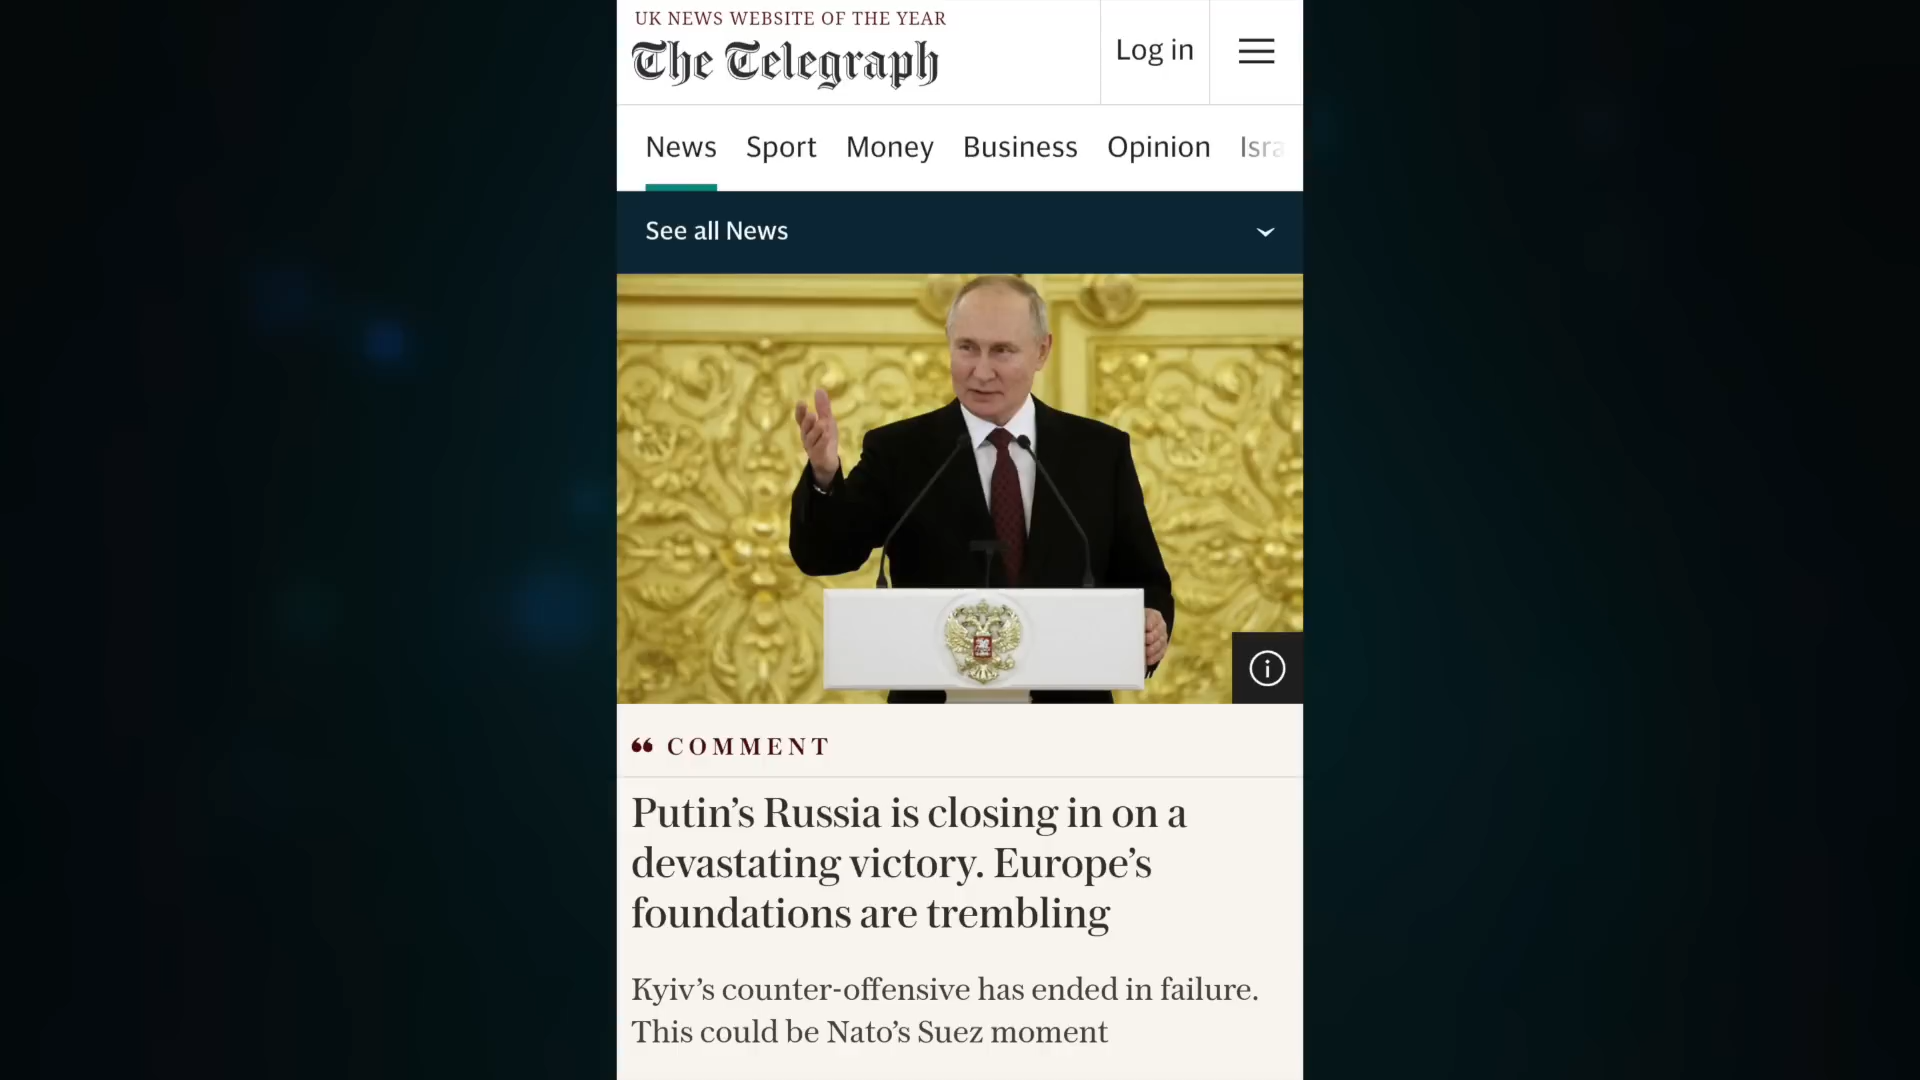 UK NEWS WEBSITE OF THE YEAR
The Telegraph
Log in
News Sport Money Business Opinion Isra
See all News
“ COMMENT
Putin’s Russia is closing in on a
devastating victory. Europe’s
foundations are trembling
Kyiv’s counter-offensive has ended in failure.
This could be Nato’s Suez moment